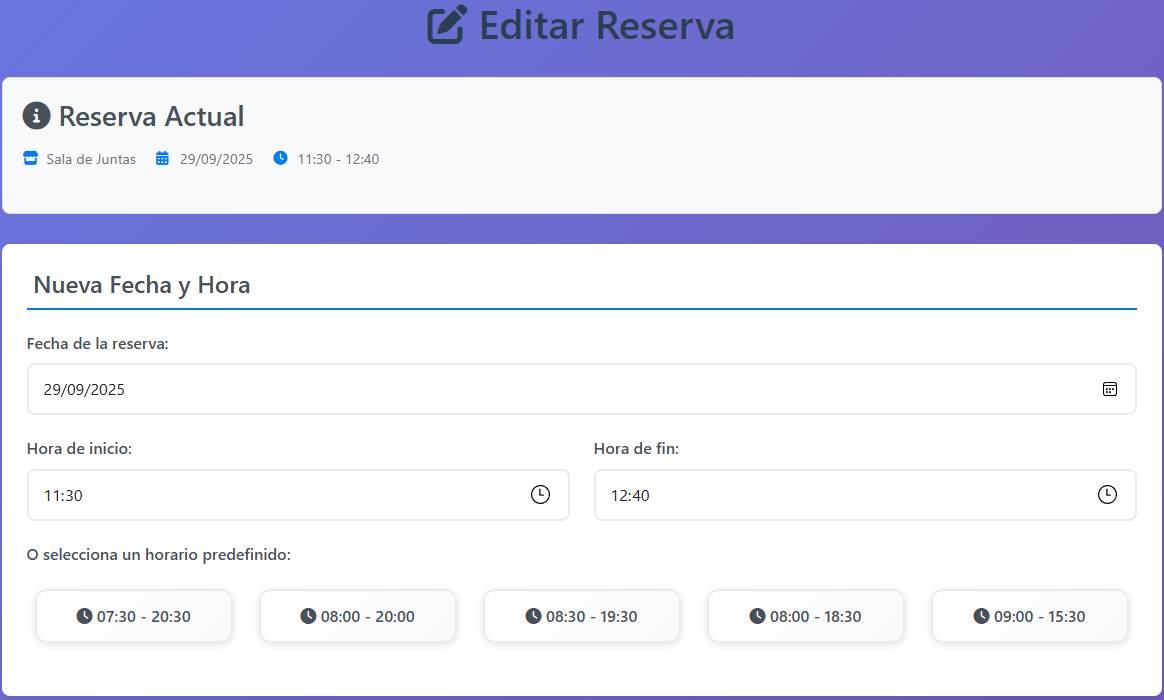 Editar Reserva
Reserva Actual
Sala de Juntas 29/09/2025 11:30 - 12:40
Nueva Fecha y Hora
Fecha de la reserva:
29/09/2025
Hora de inicio: Hora de fin:
11:30 12:40
O selecciona un horario predefinido:
07:30 - 20:30 08:00 - 20:00 08:30 - 19:30 08:00 - 18:30 09:00 - 15:30